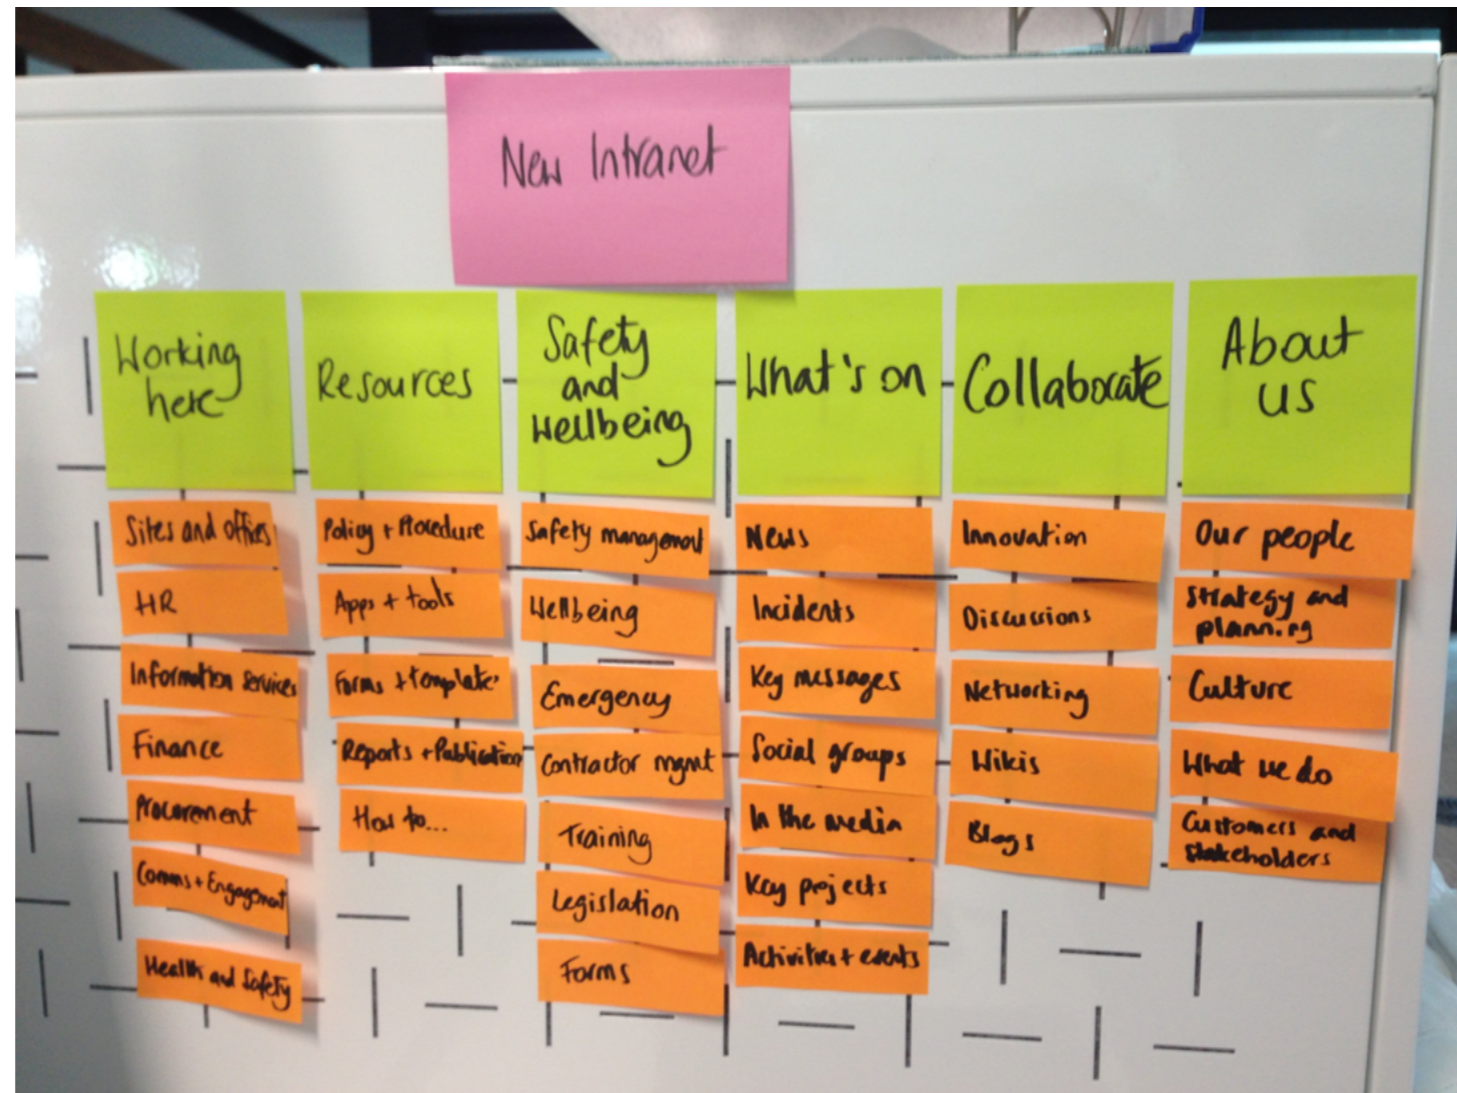 New Intranet
Working
here
Sites and offices
HR
Information services
Finance
Procurement
Comms + Engagement
Health and Safety
Resources
Policy + Procedure
Apps + tools
Forms + template
Reports + Publication
How to...
Safety
and
Wellbeing
Safety management
Wellbeing
Emergency
Contractor mgmt
Training
Legislation
Forms
What's on
News
Incidents
Key messages
Social groups
In the media
Key projects
Activities + events
Collaborate
Innovation
Discussions
Networking
Wikis
Blogs
About
us
Our people
Strategy and
planning
Culture
What we do
Customers and
stakeholders